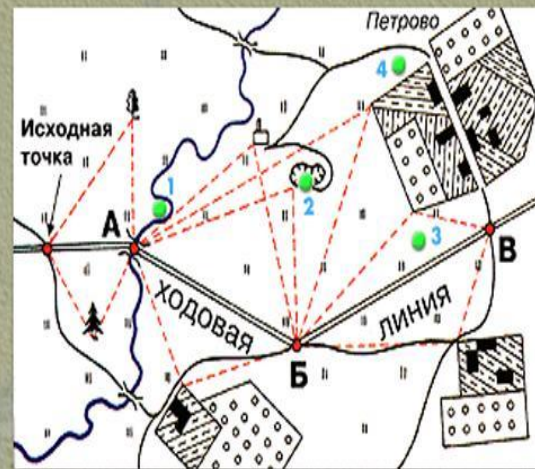 Петрово
4
Исходная
точка
1
2
А
3
В
ХОДОВАЯ
ЛИНИЯ
Б